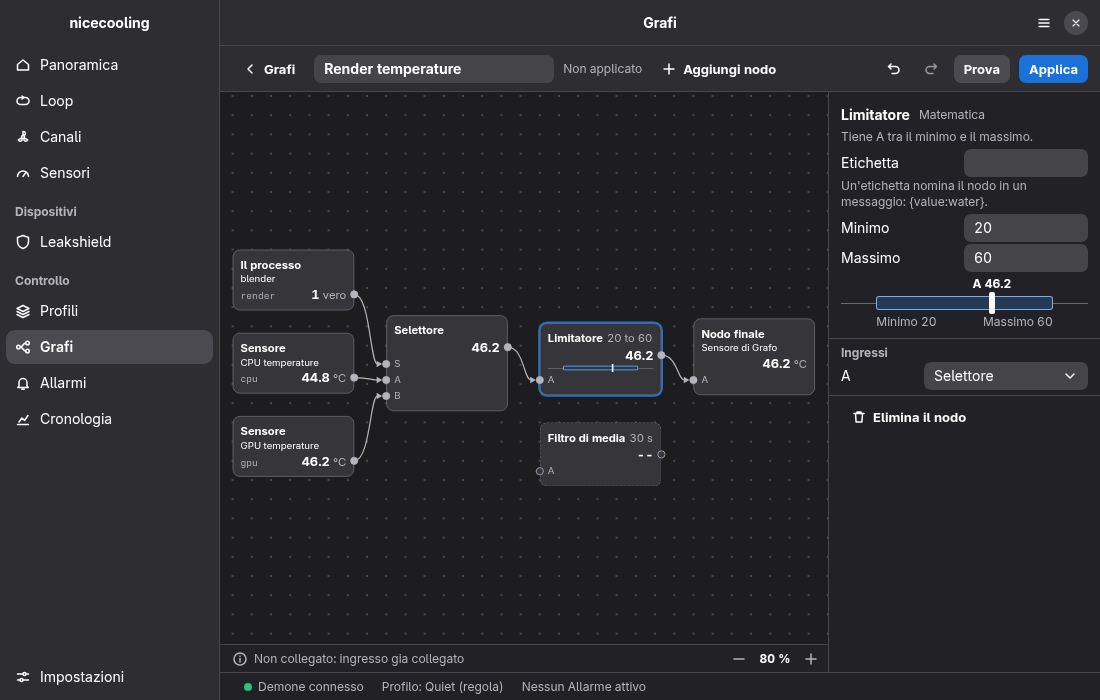 nicecooling
Panoramica
Loop
Canali
Sensori
Dispositivi
Leakshield
Controllo
Profili
Grafi
Allarmi
Cronologia
Impostazioni
Grafi
Grafi
Render temperature
Non applicato
Aggiungi nodo
Prova
Applica
Il processo
blender
render 1 vero
Sensore
CPU temperature
cpu 44.8 °C
Sensore
GPU temperature
gpu 46.2 °C
Selettore
46.2
S
A
B
Limitatore 20 to 60
46.2
A
Filtro di media 30 s
--
A
Nodo finale
Sensore di Grafo
46.2 °C
A
Limitatore Matematica
Tiene A tra il minimo e il massimo.
Etichetta
Un'etichetta nomina il nodo in un
messaggio: {value:water}.
Minimo 20
Massimo 60
A 46.2
Minimo 20 Massimo 60
Ingressi
A Selettore
Elimina il nodo
Non collegato: ingresso gia collegato
80 %
Demone connesso
Profilo: Quiet (regola)
Nessun Allarme attivo